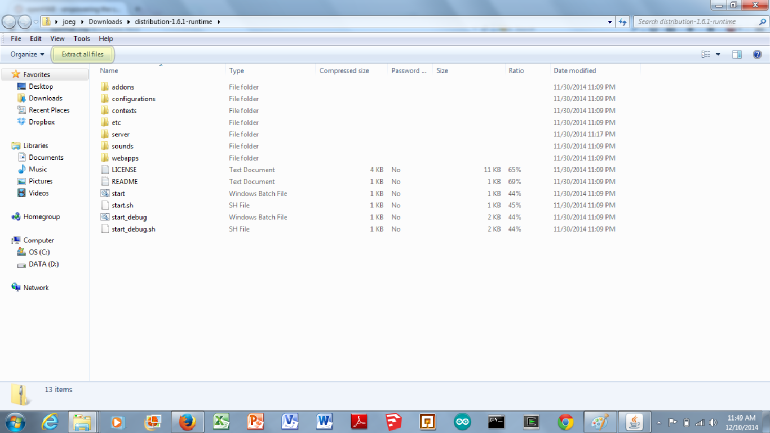 joeg ▸ Downloads ▸ distribution-1.6.1-runtime ▸
Search distribution-1.6.1-runtime
File Edit View Tools Help
Organize ▾ Extract all files
Name Type Compressed size Password ... Size Ratio Date modified
Favorites
Desktop
Downloads
Recent Places
Dropbox
Libraries
Documents
Music
Pictures
Videos
Homegroup
Computer
OS (C:)
DATA (D:)
Network
addons File folder 11/30/2014 11:09 PM
configurations File folder 11/30/2014 11:09 PM
contexts File folder 11/30/2014 11:09 PM
etc File folder 11/30/2014 11:09 PM
server File folder 11/30/2014 11:17 PM
sounds File folder 11/30/2014 11:09 PM
webapps File folder 11/30/2014 11:09 PM
LICENSE Text Document 4 KB No 11 KB 65% 11/30/2014 11:09 PM
README Text Document 1 KB No 1 KB 69% 11/30/2014 11:09 PM
start Windows Batch File 1 KB No 1 KB 44% 11/30/2014 11:09 PM
start.sh SH File 1 KB No 1 KB 45% 11/30/2014 11:09 PM
start_debug Windows Batch File 1 KB No 2 KB 44% 11/30/2014 11:09 PM
start_debug.sh SH File 1 KB No 2 KB 44% 11/30/2014 11:09 PM
13 items
11:49 AM
12/10/2014